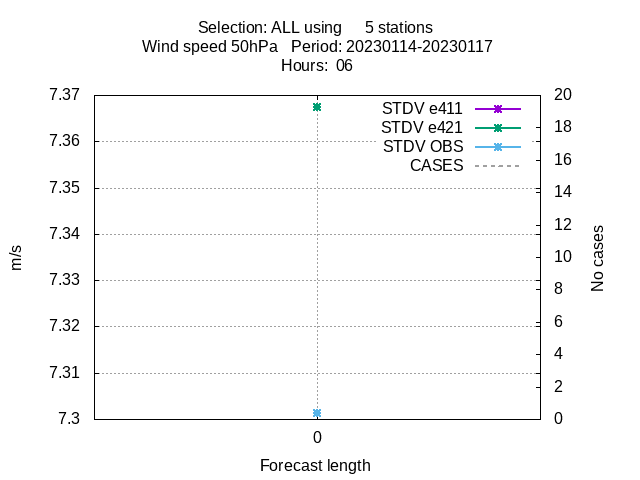 Selection: ALL using 5 stations
Wind speed 50hPa Period: 20230114-20230117
Hours: 06
7.37
7.36
7.35
7.34
7.33
7.32
7.31
7.3
m/s
STDV e411
STDV e421
STDV OBS
CASES
20
18
16
14
12
10
8
6
4
2
0
No cases
0
Forecast length